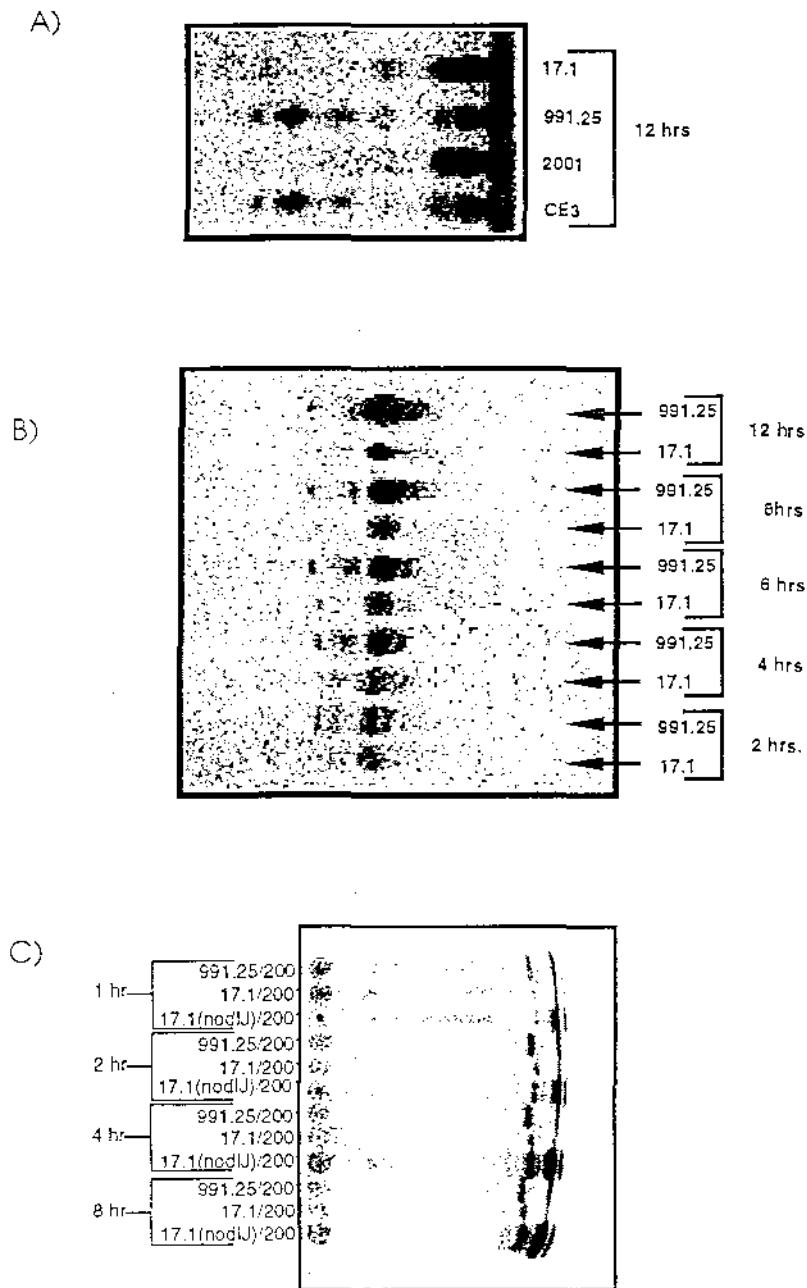 A)
17.1
991.25
2001
CE3
12 hrs
B)
991.25
17.1
12 hrs
991.25
17.1
8hrs
991.25
17.1
6 hrs
991.25
17.1
4 hrs
991.25
17.1
2 hrs.
C)
1 hr
991.25/200
17.1/200
17.1(nodIJ)/200
2 hr
991.25/200
17.1/200
17.1(nodIJ)/200
4 hr
991.25/200
17.1/200
17.1(nodIJ)/200
8 hr
991.25/200
17.1/200
17.1(nodIJ)/200